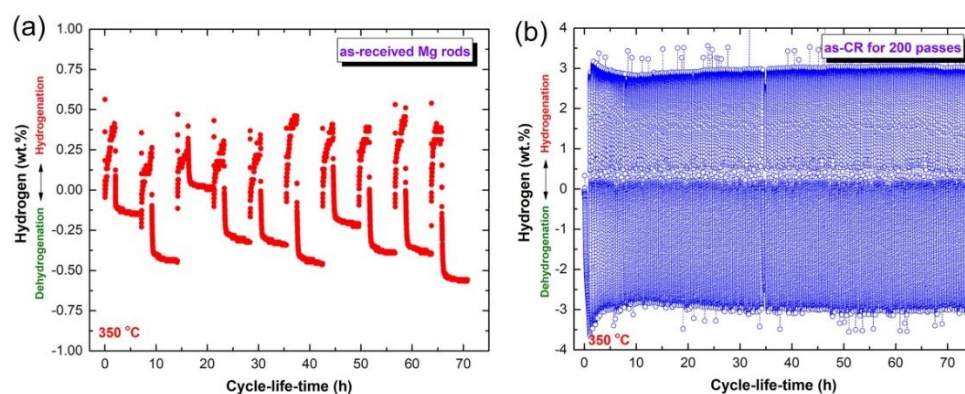 (a)
as-received Mg rods
Hydrogen (wt.%)
Dehydrogenation
Hydrogenation
1.00
0.75
0.50
0.25
0.00
-0.25
-0.50
-0.75
-1.00
350 °C
0 10 20 30 40 50 60 70
Cycle-life-time (h)
(b)
as-CR for 200 passes
Hydrogen (wt.%)
Dehydrogenation
Hydrogenation
4
3
2
1
0
-1
-2
-3
-4
350 °C
0 10 20 30 40 50 60 70
Cycle-life-time (h)